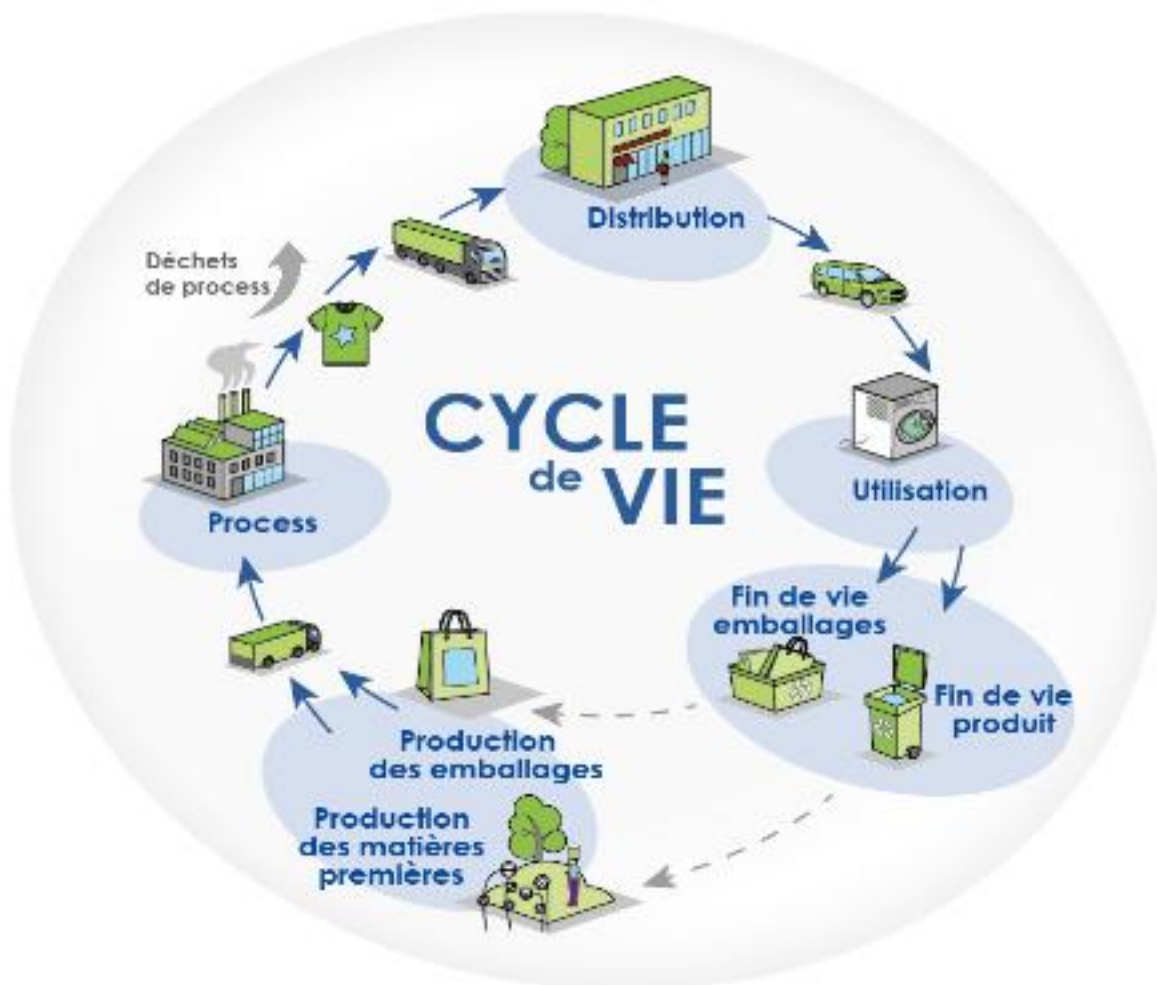 Distribution
Déchets
de process
CYCLE
de VIE
Utilisation
Process
Fin de vie
emballages
Fin de vie
produit
Production
des emballages
Production
des matières
premières